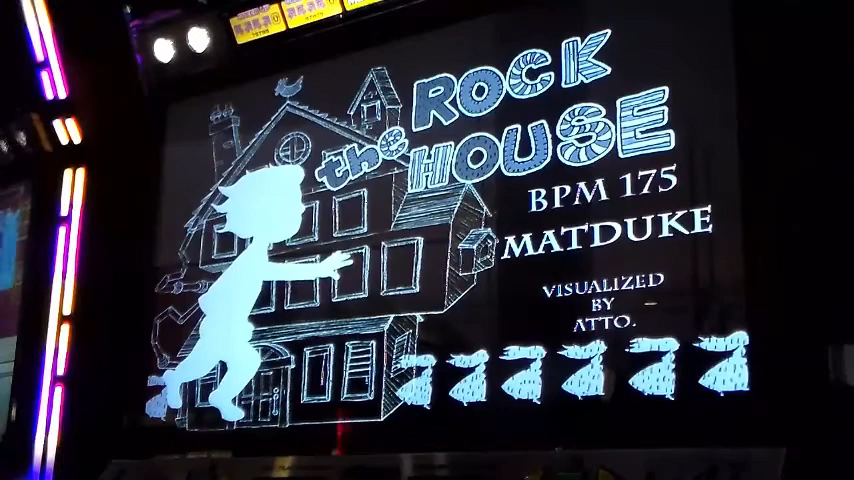 ROCK
the HOUSE
BPM 175
MATDUKE
VISUALIZED
BY
ATTO.